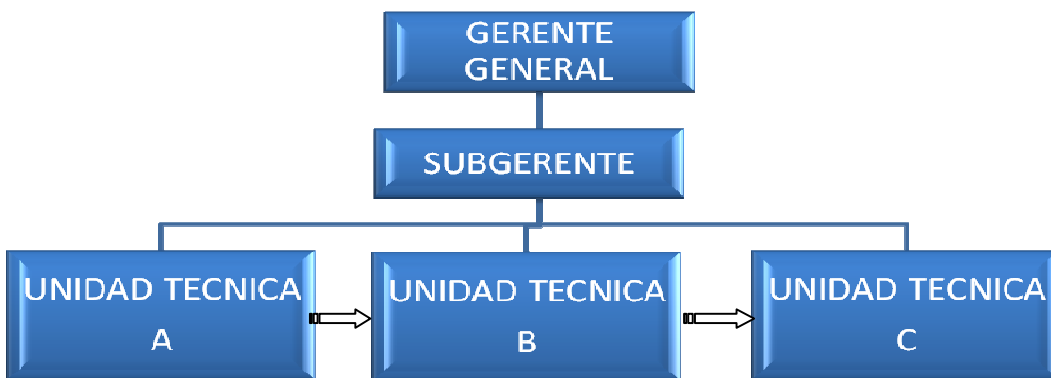 GERENTE
GENERAL
SUBGERENTE
UNIDAD TECNICA
A
UNIDAD TECNICA
B
UNIDAD TECNICA
C